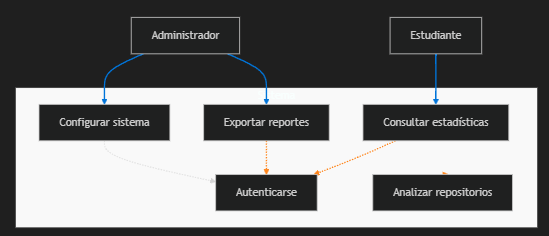 Administrador
Estudiante
Configurar sistema
Exportar reportes
Consultar estadísticas
Autenticarse
Analizar repositorios